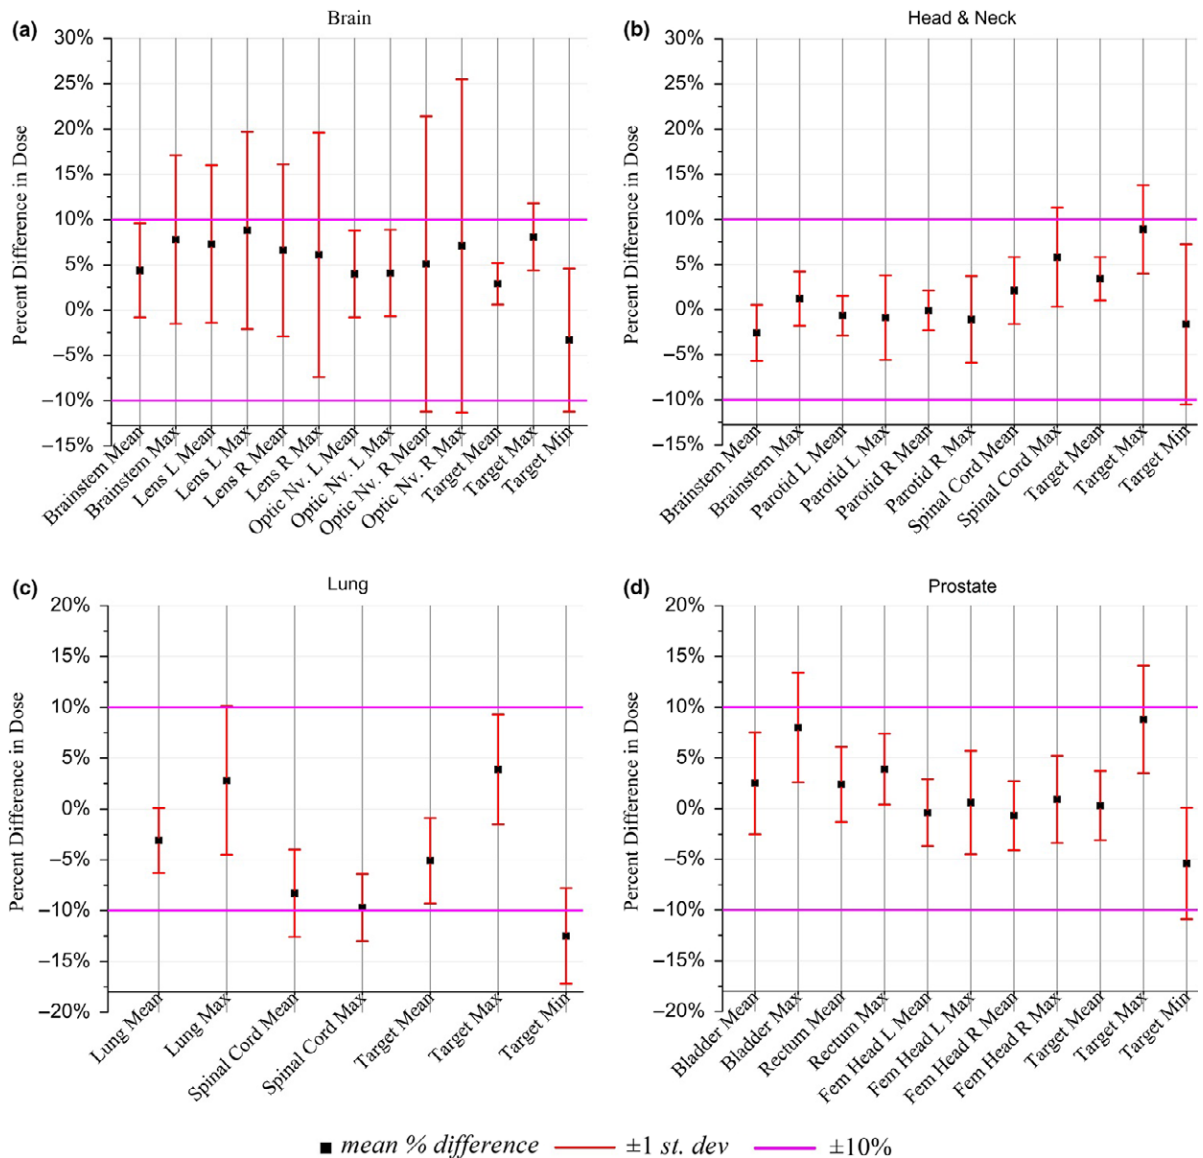 (a)
Brain
30%
25%
20%
15%
10%
5%
0%
−5%
−10%
−15%
Percent Difference in Dose
Brainstem Mean
Brainstem Max
Lens L Mean
Lens L Max
Lens R Mean
Lens R Max
Optic Nv. L Mean
Optic Nv. L Max
Optic Nv. R Mean
Optic Nv. R Max
Target Mean
Target Max
Target Min
(b)
Head & Neck
30%
25%
20%
15%
10%
5%
0%
−5%
−10%
−15%
Percent Difference in Dose
Brainstem Mean
Brainstem Max
Parotid L Mean
Parotid L Max
Parotid R Mean
Parotid R Max
Spinal Cord Mean
Spinal Cord Max
Target Mean
Target Max
Target Min
(c)
Lung
20%
15%
10%
5%
0%
−5%
−10%
−15%
−20%
Percent Difference in Dose
Lung Mean
Lung Max
Spinal Cord Mean
Spinal Cord Max
Target Mean
Target Max
Target Min
(d)
Prostate
20%
15%
10%
5%
0%
−5%
−10%
−15%
−20%
Percent Difference in Dose
Bladder Mean
Bladder Max
Rectum Mean
Rectum Max
Fem Head L Mean
Fem Head L Max
Fem Head R Mean
Fem Head R Max
Target Mean
Target Max
Target Min
mean % difference ±1 st. dev ±10%